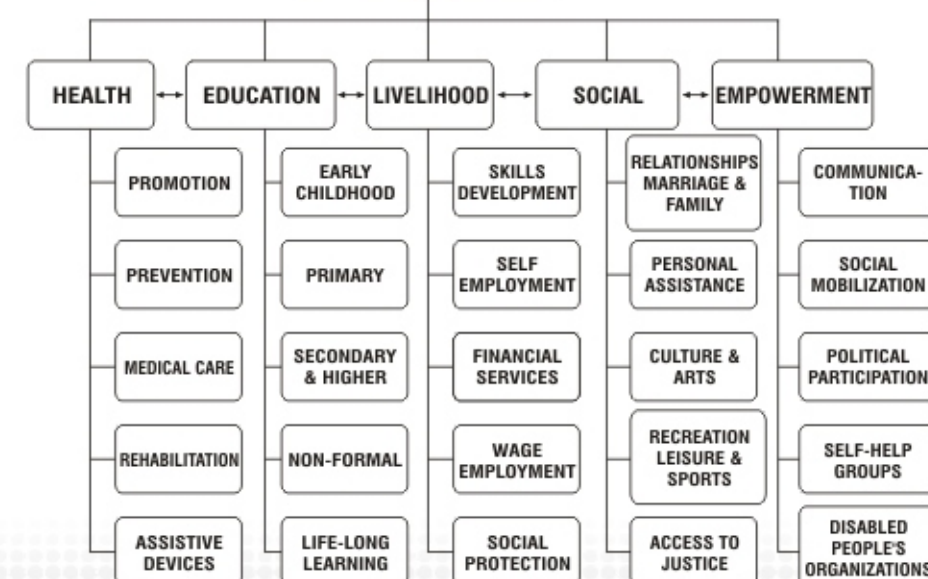 HEALTH
EDUCATION
LIVELIHOOD
SOCIAL
EMPOWERMENT
PROMOTION
PREVENTION
MEDICAL CARE
REHABILITATION
ASSISTIVE
DEVICES
EARLY
CHILDHOOD
PRIMARY
SECONDARY
& HIGHER
NON-FORMAL
LIFE-LONG
LEARNING
SKILLS
DEVELOPMENT
SELF
EMPLOYMENT
FINANCIAL
SERVICES
WAGE
EMPLOYMENT
SOCIAL
PROTECTION
RELATIONSHIPS
MARRIAGE &
FAMILY
PERSONAL
ASSISTANCE
CULTURE &
ARTS
RECREATION
LEISURE &
SPORTS
ACCESS TO
JUSTICE
COMMUNICA-
TION
SOCIAL
MOBILIZATION
POLITICAL
PARTICIPATION
SELF-HELP
GROUPS
DISABLED
PEOPLE'S
ORGANIZATIONS